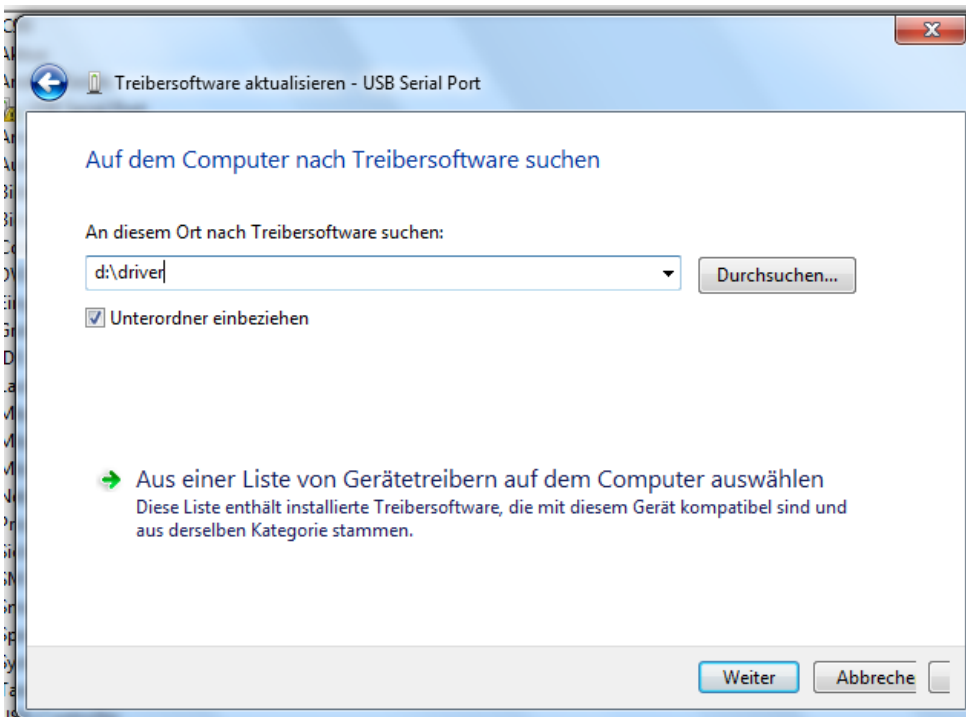 Treibersoftware aktualisieren - USB Serial Port
Auf dem Computer nach Treibersoftware suchen
An diesem Ort nach Treibersoftware suchen:
d:\driver
Durchsuchen...
Unterordner einbeziehen
Aus einer Liste von Gerätetreibern auf dem Computer auswählen
Diese Liste enthält installierte Treibersoftware, die mit diesem Gerät kompatibel sind und
aus derselben Kategorie stammen.
Weiter
Abbreche